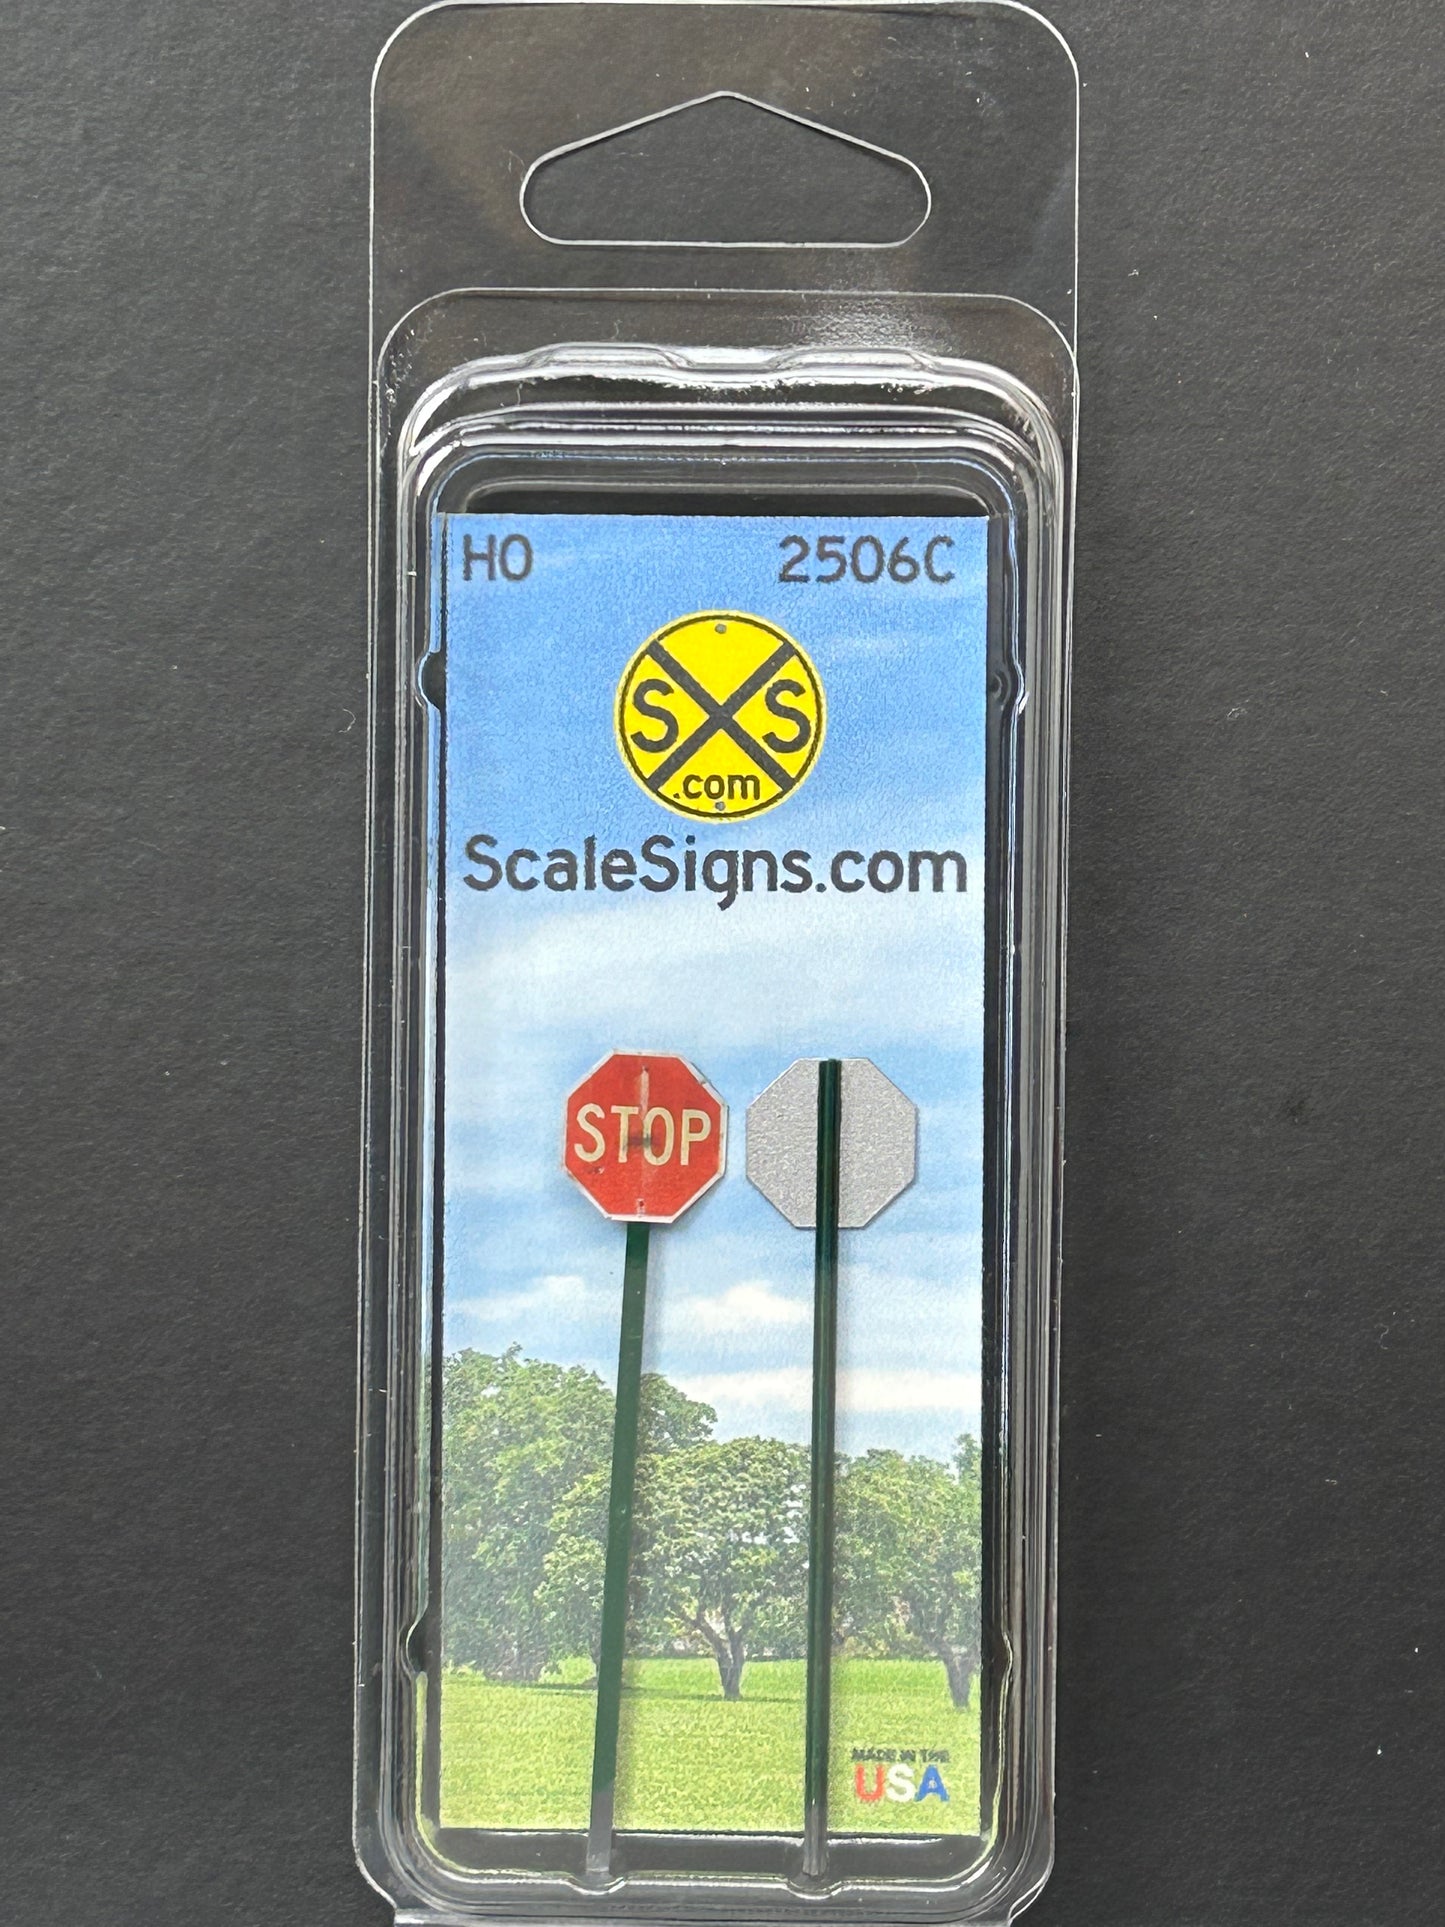 HO 2506C
S S
.com
ScaleSigns.com
STOP
MADE IN THE
USA